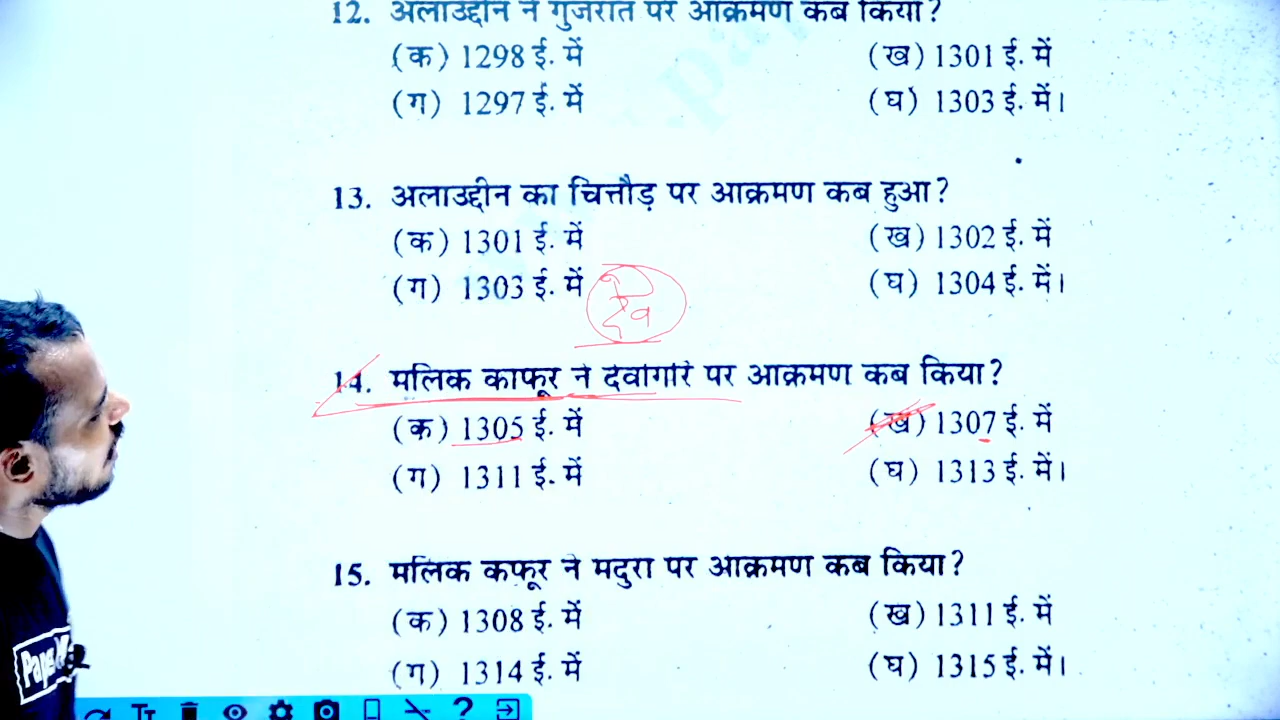 12. अलाउद्दीन ने गुजरात पर आक्रमण कब किया?
(क) 1298 ई. में (ख) 1301 ई. में
(ग) 1297 ई. में (घ) 1303 ई. में।
13. अलाउद्दीन का चित्तौड़ पर आक्रमण कब हुआ?
(क) 1301 ई. में (ख) 1302 ई. में
(ग) 1303 ई. में (घ) 1304 ई. में।
14. मलिक काफूर ने देवगिरि पर आक्रमण कब किया?
(क) 1305 ई. में (ख) 1307 ई. में
(ग) 1311 ई. में (घ) 1313 ई. में।
15. मलिक कफूर ने मदुरा पर आक्रमण कब किया?
(क) 1308 ई. में (ख) 1311 ई. में
(ग) 1314 ई. में (घ) 1315 ई. में।